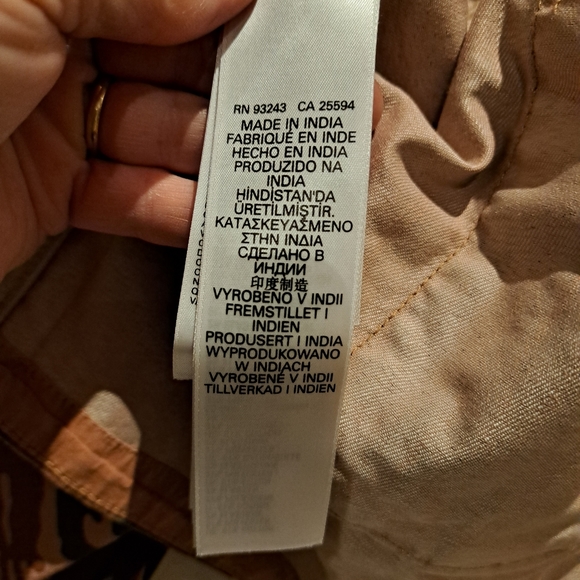 RN 93243 CA 25594
MADE IN INDIA
FABRIQUÉ EN INDE
HECHO EN INDIA
PRODUZIDO NA
INDIA
HİNDİSTAN'DA
ÜRETİLMİŞTİR.
ΚΑΤΑΣΚΕΥΑΣΜΕΝΟ
ΣΤΗΝ ΙΝΔΙΑ
СДЕЛАНО В
ИНДИИ
印度制造
VYROBENO V INDII
FREMSTILLET I
INDIEN
PRODUSERT I INDIA
WYPRODUKOWANO
W INDIACH
VYROBENÉ V INDII
TILLVERKAD I INDIEN